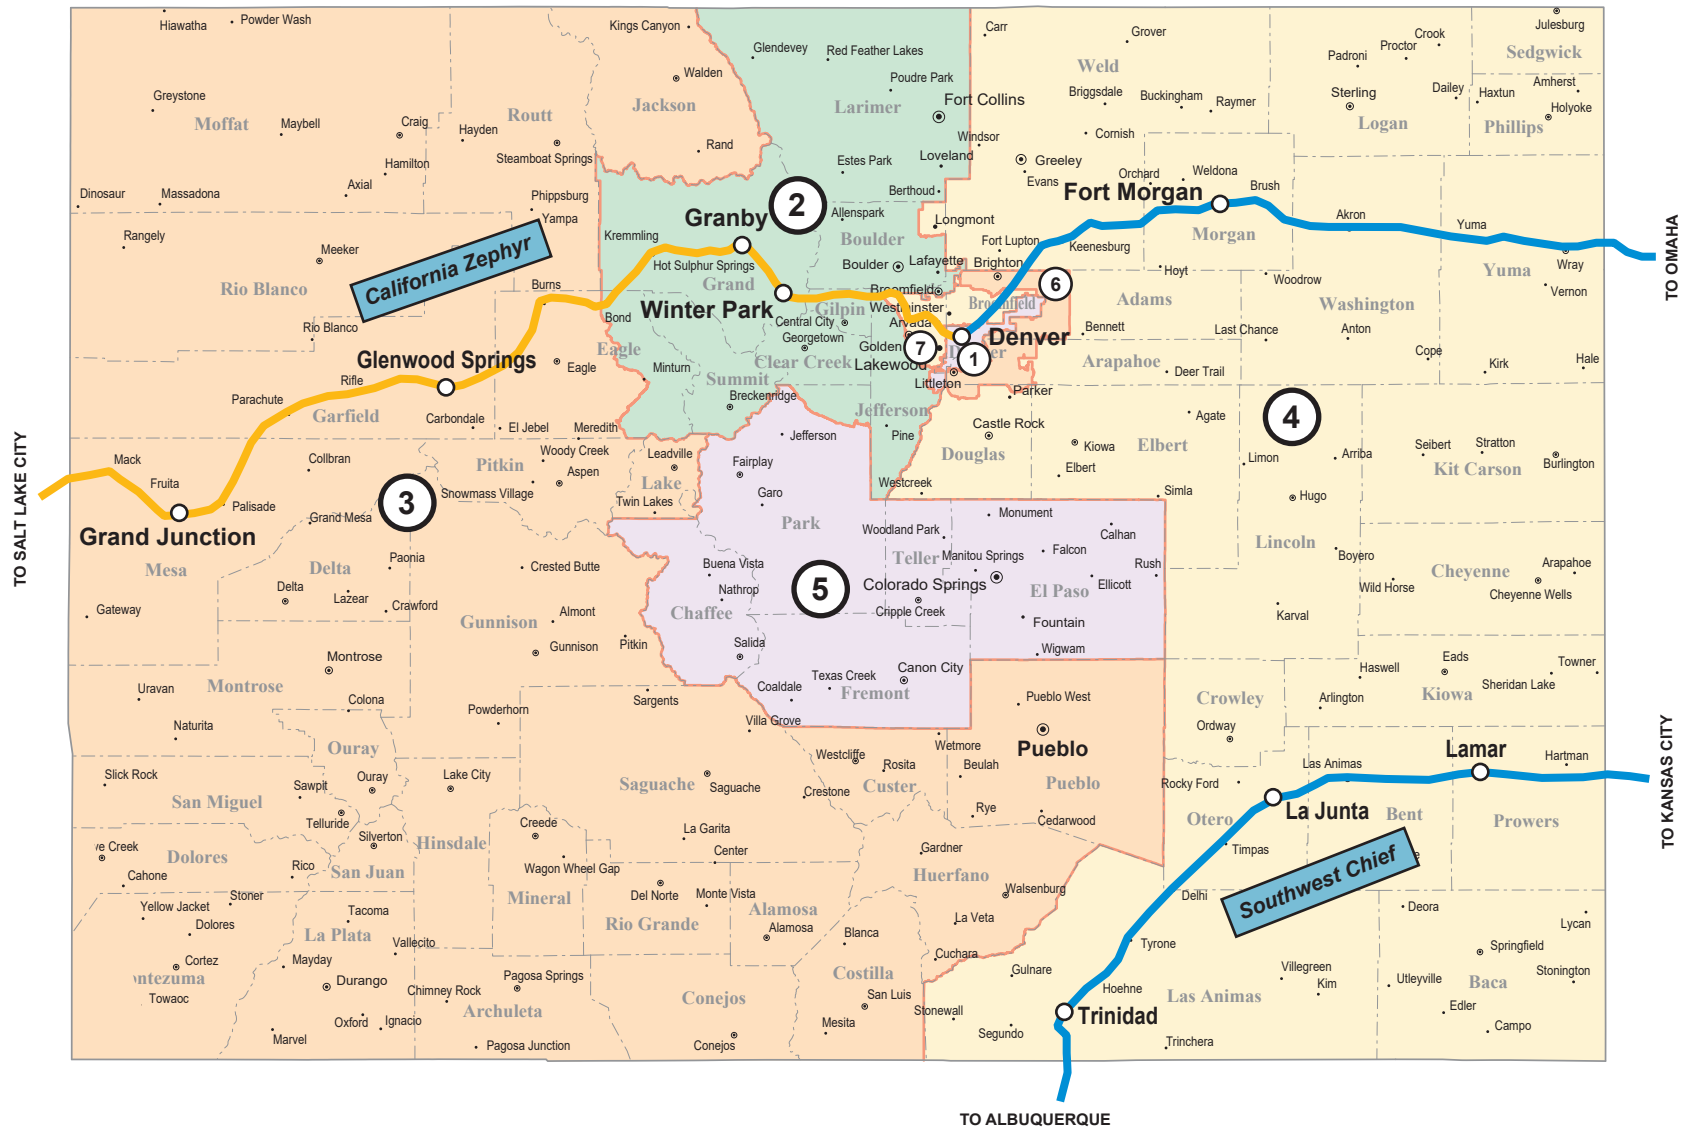 Hiawatha
Powder Wash
Kings Canyon
Glendevey
Red Feather Lakes
Carr
Grover
Crook
Proctor
Padroni
Julesburg
Sedgwick
Walden
Poudre Park
Weld
Greystone
Moffat
Maybell
Craig
Hayden
Routt
Jackson
Larimer
Fort Collins
Briggsdale
Buckingham
Raymer
Sterling
Logan
Dailey
Haxtun
Amherst
Holyoke
Phillips
Windsor
Cornish
Rand
Steamboat Springs
Hamilton
Estes Park
Loveland
Greeley
Evans
Orchard
Weldona
Dinosaur
Massadona
Axial
Phippsburg
Yampa
Berthoud
Fort Morgan
Brush
2
Granby
Allenspark
Longmont
Akron
Yuma
TO OMAHA
Rangely
Meeker
California Zephyr
Kremmling
Boulder
Fort Lupton
Keenesburg
Morgan
Hot Sulphur Springs
Boulder
Lafayette
Brighton
Hoyt
Woodrow
Yuma
Wray
Rio Blanco
Burns
Grand
Broomfield
6
Adams
Washington
Vernon
Winter Park
Gilpin
Westminster
Broomfield
Rio Blanco
Bond
Central City
Arvada
Bennett
Last Chance
Anton
Georgetown
Golden
7
Denver
1
Glenwood Springs
Eagle
Clear Creek
Lakewood
Arapahoe
Cope
Kirk
Hale
Eagle
Minturn
Summit
Littleton
Deer Trail
Rifle
Parachute
Breckenridge
Parker
Garfield
Carbondale
El Jebel
Meredith
Jefferson
Jefferson
Pine
Castle Rock
Agate
4
TO SALT LAKE CITY
Mack
Collbran
Woody Creek
Leadville
Kiowa
Elbert
Seibert
Stratton
Fruita
Pitkin
Aspen
Fairplay
Douglas
Elbert
Limon
Arriba
Kit Carson
Burlington
Palisade
3
Snowmass Village
Lake
Twin Lakes
Garo
Westcreek
Simla
Hugo
Grand Mesa
Grand Junction
Park
Monument
Woodland Park
Calhan
Lincoln
Mesa
Delta
Paonia
Crested Butte
Buena Vista
Teller
Manitou Springs
Falcon
Rush
Boyero
Cheyenne
Arapahoe
Delta
Lazear
Nathrop
5
Colorado Springs
Ellicott
El Paso
Wild Horse
Cheyenne Wells
Gateway
Crawford
Almont
Chaffee
Cripple Creek
Karval
Gunnison
Fountain
Gunnison
Pitkin
Salida
Wigwam
Montrose
Canon City
Haswell
Eads
Towner
Uravan
Montrose
Texas Creek
Coaldale
Fremont
Crowley
Arlington
Kiowa
Sheridan Lake
Colona
Sargents
Pueblo West
Naturita
Powderhorn
Villa Grove
Ordway
TO KANSAS CITY
Ouray
Wetmore
Pueblo
Lamar
Hartman
Slick Rock
Ouray
Lake City
Westcliffe
Rosita
Beulah
Las Animas
Sawpit
Saguache
Saguache
Crestone
Custer
Pueblo
Rocky Ford
San Miguel
Rye
La Junta
Telluride
Creede
Cedarwood
Otero
Bent
Prowers
Silverton
Hinsdale
La Garita
ve Creek
Dolores
Center
Gardner
Timpas
Southwest Chief
Rico
San Juan
Wagon Wheel Gap
Cahone
Huerfano
Stoner
Mineral
Del Norte
Monte Vista
Walsenburg
Delhi
Yellow Jacket
Tacoma
Rio Grande
Alamosa
Deora
Dolores
La Plata
Alamosa
La Veta
Lycan
Vallecito
Blanca
Tyrone
Springfield
Cortez
Mayday
Cuchara
ntezuma
Durango
Pagosa Springs
Costilla
Gulnare
Villegreen
Kim
Utleyville
Baca
Stonington
Towaoc
Chimney Rock
Conejos
San Luis
Hoehne
Las Animas
Oxford
Ignacio
Archuleta
Mesita
Stonewall
Trinidad
Edler
Marvel
Pagosa Junction
Conejos
Segundo
Trinchera
Campo
TO ALBUQUERQUE